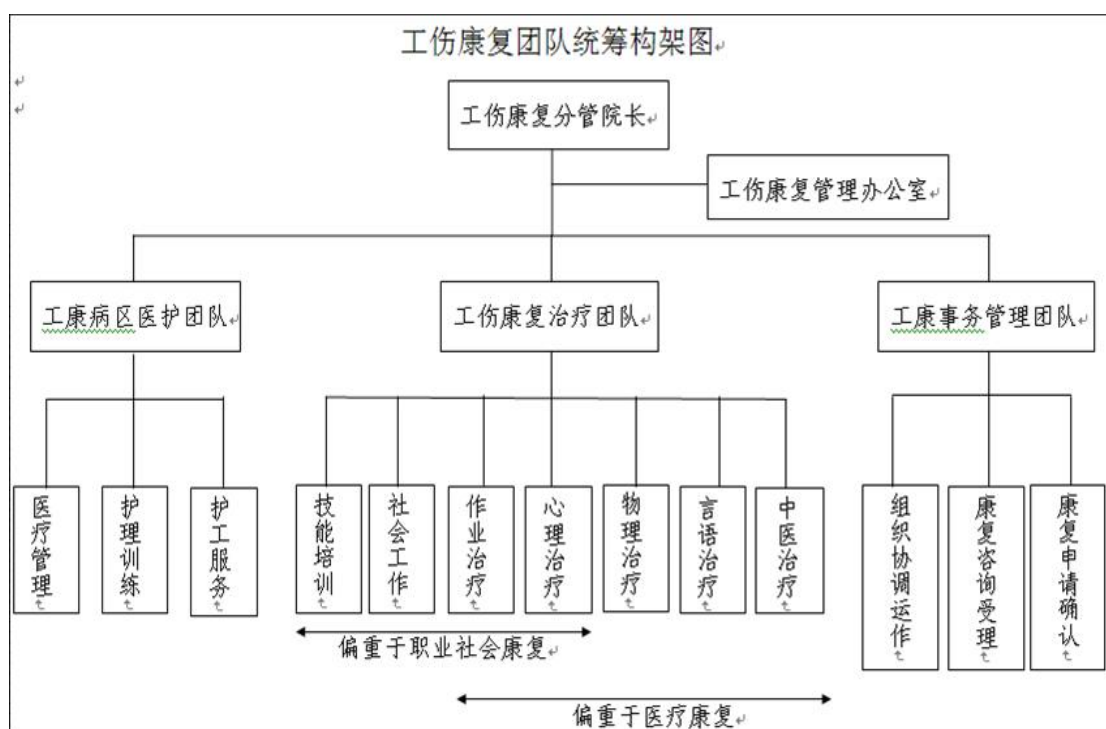 工伤康复团队统筹构架图
工伤康复分管院长
工伤康复管理办公室
工康病区医护团队
工伤康复治疗团队
工康事务管理团队
医疗管理
护理训练
护工服务
技能培训
社会工作
作业治疗
心理治疗
物理治疗
言语治疗
中医治疗
组织协调运作
康复咨询受理
康复申请确认
偏重于职业社会康复
偏重于医疗康复